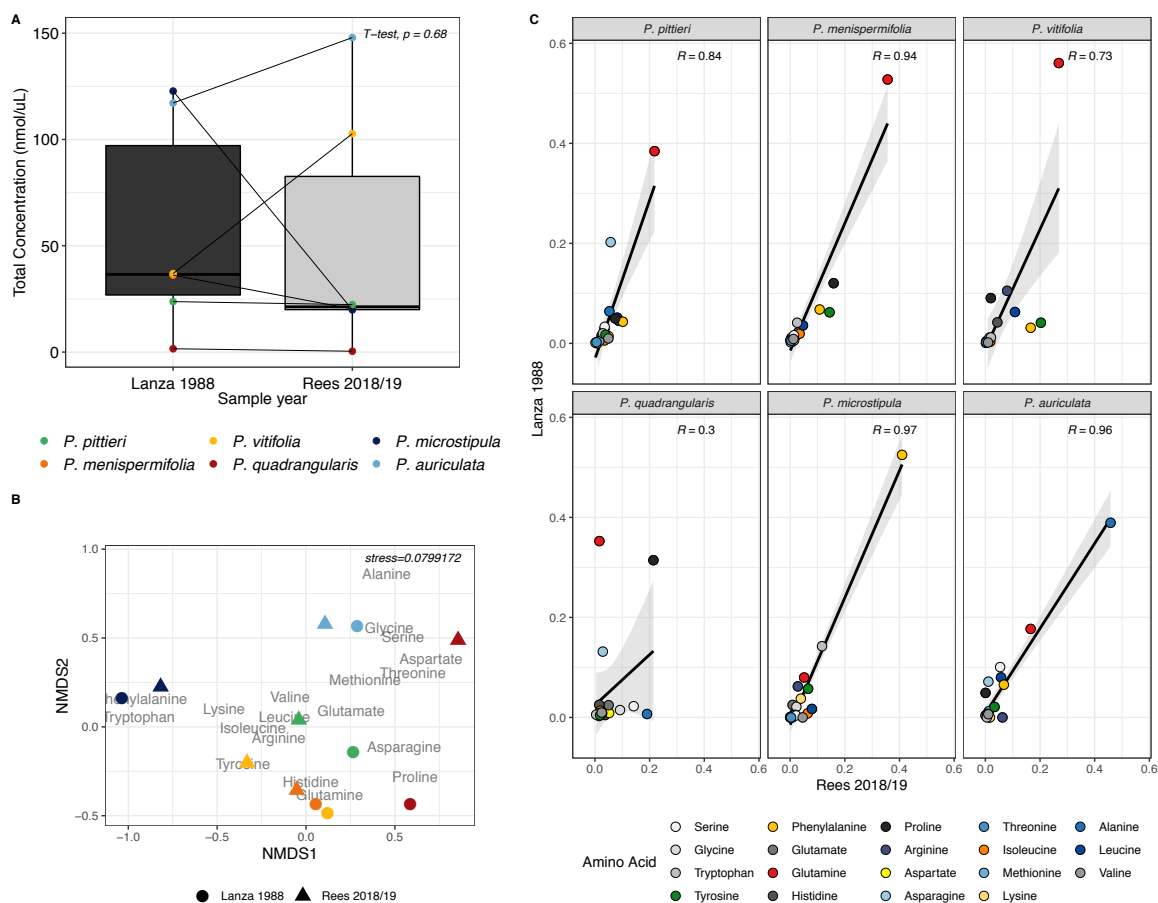 A
T−test, p = 0.68
150
100
50
0
Total Concentration (nmol/uL)
Lanza 1988
Rees 2018/19
Sample year
P. pittieri
P. vitifolia
P. microstipula
P. menispermifolia
P. quadrangularis
P. auriculata
B
stress=0.0799172
1.0
0.5
0.0
−0.5
NMDS2
Alanine
Glycine
Serine
Aspartate
Threonine
Methionine
henylalanine
Tryptophan
Lysine
Valine
Leucine
Glutamate
Isoleucine
Arginine
Asparagine
Tyrosine
Histidine
Proline
Glutamine
−1.0
−0.5
0.0
0.5
NMDS1
Lanza 1988
Rees 2018/19
C
P. pittieri
P. menispermifolia
P. vitifolia
R = 0.84
R = 0.94
R = 0.73
0.6
0.4
0.2
0.0
Lanza 1988
P. quadrangularis
P. microstipula
P. auriculata
R = 0.3
R = 0.97
R = 0.96
0.6
0.4
0.2
0.0
0.0 0.2 0.4 0.6
0.0 0.2 0.4 0.6
0.0 0.2 0.4 0.6
Rees 2018/19
Amino Acid
Serine Phenylalanine Proline Threonine Alanine
Glycine Glutamate Arginine Isoleucine Leucine
Tryptophan Glutamine Aspartate Methionine Valine
Tyrosine Histidine Asparagine Lysine